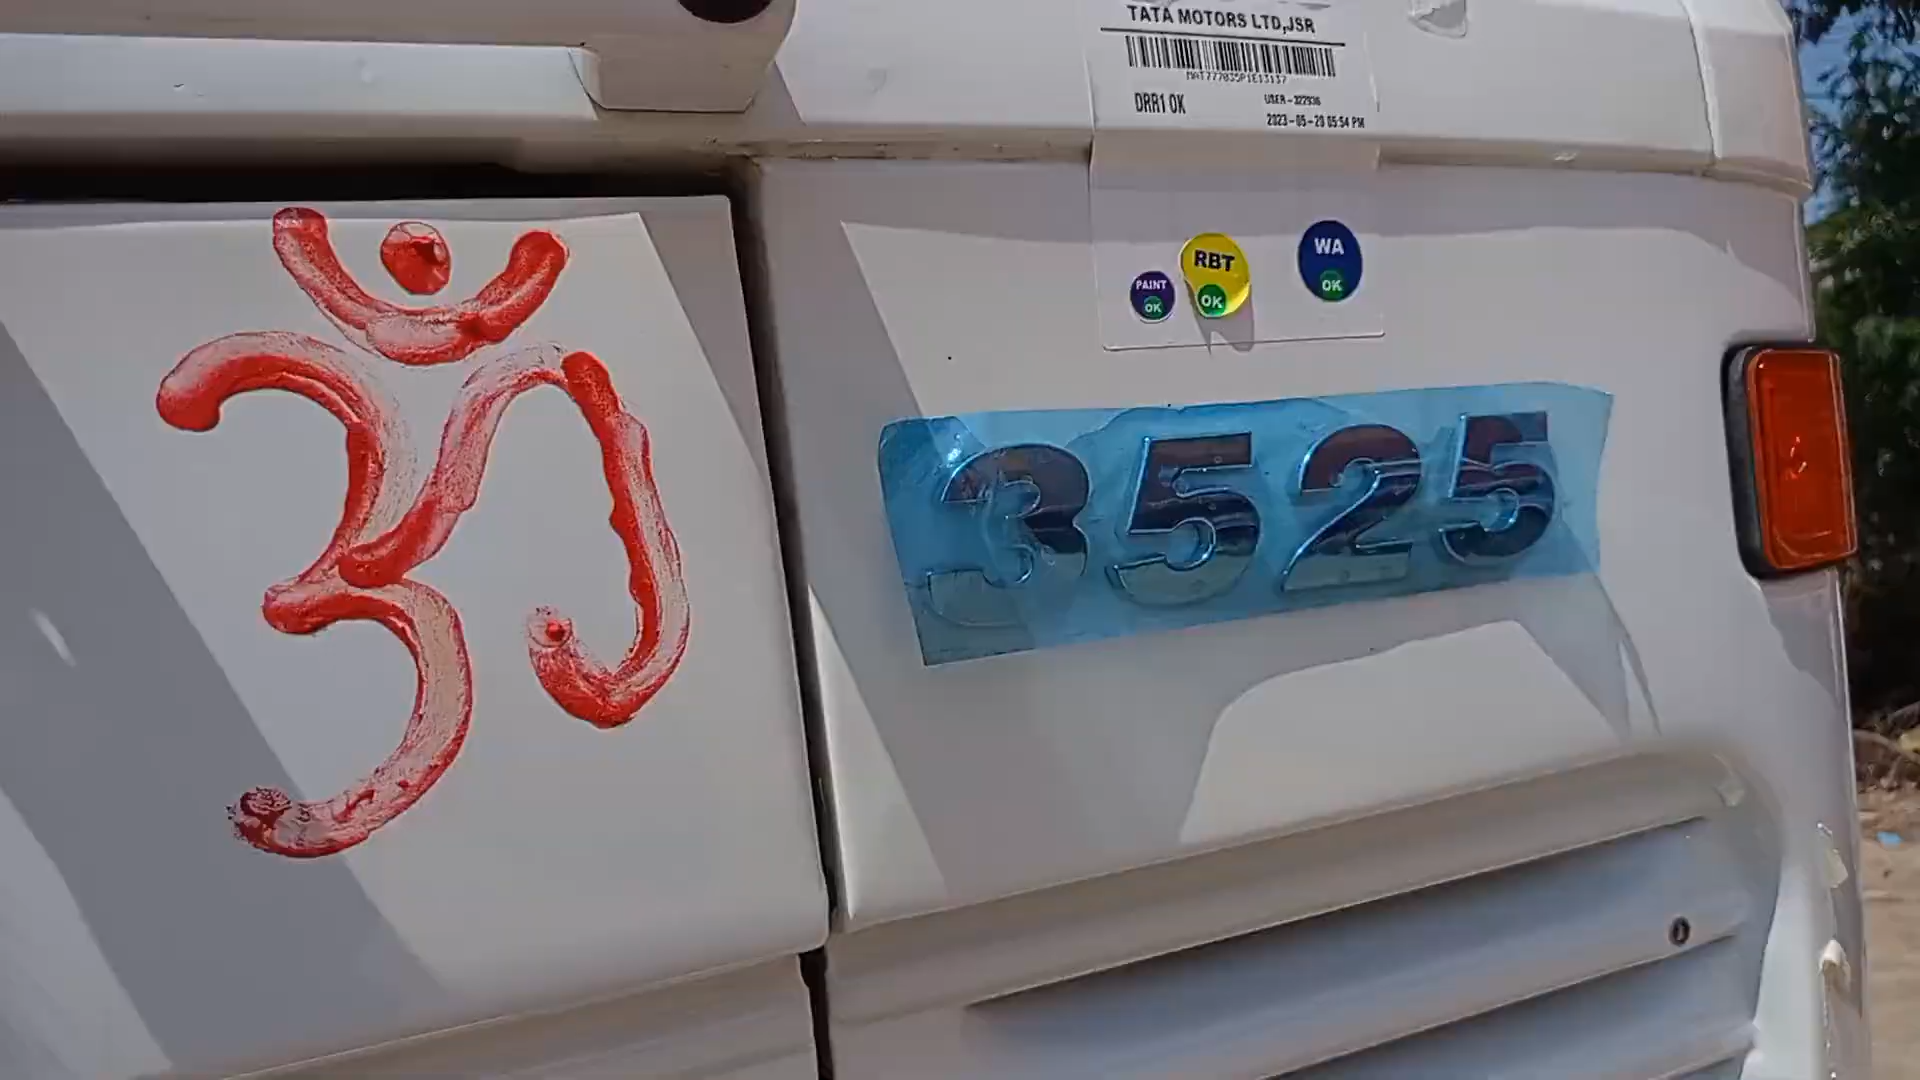 TATA MOTORS LTD,JSR
MAT777035P1E13137
DRR1 OK
USER-322936
2023-05-20 05:54 PM
PAINT OK
RBT OK
WA OK
ॐ
3525